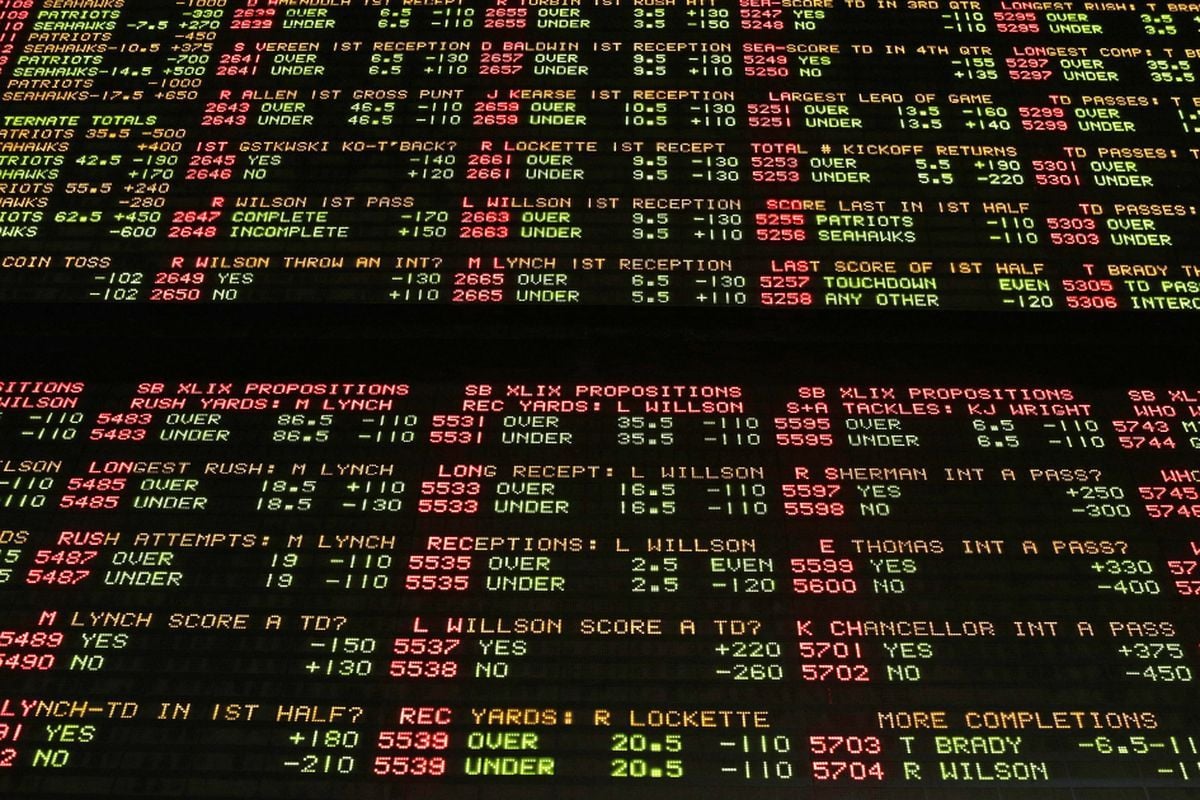 SEAHAWKS -1000
PATRIOTS -330
SEAHAWKS-7.5 +270
PATRIOTS -450
SEAHAWKS-10.5 +375
PATRIOTS -700
SEAHAWKS-14.5 +500
PATRIOTS -1000
SEAHAWKS-17.5 +650
TERNATE TOTALS
ATRIOTS 35.5 -500
+400
TRIOTS 42.5 -190
AHAWKS +170
RIOTS 55.5 +240
AWKS -280
IOTS 62.5 +450
WKS -600
COIN TOSS
-102
-102
2639 OVER 6.5 -110
2639 UNDER 6.5 -110
S VEREEN 1ST RECEPTION
2641 OVER 6.5 -130
2641 UNDER 6.5 +110
R ALLEN 1ST GROSS PUNT
2643 OVER 46.5 -110
2643 UNDER 46.5 -110
1ST GSTKWSKI KO-T*BACK?
2645 YES -140
2646 NO +120
R WILSON 1ST PASS
2647 COMPLETE -170
2648 INCOMPLETE +150
R WILSON THROW AN INT?
2649 YES -130
2650 NO +110
R TURBIN 1ST RUSH ATT
2655 OVER 3.5 +130
2655 UNDER 3.5 -150
D BALDWIN 1ST RECEPTION
2657 OVER 9.5 -130
2657 UNDER 9.5 +110
J KEARSE 1ST RECEPTION
2659 OVER 10.5 -130
2659 UNDER 10.5 +110
R LOCKETTE 1ST RECEPT
2661 OVER 9.5 -130
2661 UNDER 9.5 -130
L WILLSON 1ST RECEPTION
2663 OVER 9.5 -130
2663 UNDER 9.5 +110
M LYNCH 1ST RECEPTION
2665 OVER 6.5 -130
2665 UNDER 5.5 +110
SEA-SCORE TD IN 3RD QTR
5247 YES -110
5248 NO -110
SEA-SCORE TD IN 4TH QTR
5249 YES -155
5250 NO +135
LARGEST LEAD OF GAME
5251 OVER 13.5 -160
5251 UNDER 13.5 +140
TOTAL # KICKOFF RETURNS
5253 OVER 5.5 +190
5253 UNDER 5.5 -220
SCORE LAST IN 1ST HALF
5255 PATRIOTS -110
5256 SEAHAWKS -110
LAST SCORE OF 1ST HALF
5257 TOUCHDOWN EVEN
5258 ANY OTHER -120
LONGEST RUSH: T BRA
5295 OVER 3.5
5295 UNDER 3.5
LONGEST COMP: T B
5297 OVER 35.5
5297 UNDER 35.5
TD PASSES: T
5299 OVER 1.
5299 UNDER 1.
TD PASSES: T
5301 OVER
5301 UNDER
TD PASSES:
5303 OVER
5303 UNDER
T BRADY TH
5305 TD PAS
5306 INTERC
SITIONS
WILSON
-110
-110
LSON
-110
-110
DS
5
5
SB XLIX PROPOSITIONS
RUSH YARDS: M LYNCH
5483 OVER 86.5 -110
5483 UNDER 86.5 -110
LONGEST RUSH: M LYNCH
5485 OVER 18.5 +110
5485 UNDER 18.5 -130
RUSH ATTEMPTS: M LYNCH
5487 OVER 19 -110
5487 UNDER 19 -110
M LYNCH SCORE A TD?
5489 YES -150
5490 NO +130
LYNCH-TD IN 1ST HALF?
91 YES +180
2 NO -210
SB XLIX PROPOSITIONS
REC YARDS: L WILLSON
5531 OVER 35.5 -110
5531 UNDER 35.5 -110
LONG RECEPT: L WILLSON
5533 OVER 16.5 -110
5533 UNDER 16.5 -110
RECEPTIONS: L WILLSON
5535 OVER 2.5 EVEN
5535 UNDER 2.5 -120
L WILLSON SCORE A TD?
5537 YES +220
5538 NO -260
REC YARDS: R LOCKETTE
5539 OVER 20.5 -110
5539 UNDER 20.5 -110
SB XLIX PROPOSITIONS
S+A TACKLES: KJ WRIGHT
5595 OVER 6.5 -110
5595 UNDER 6.5 -110
R SHERMAN INT A PASS?
5597 YES +250
5598 NO -300
E THOMAS INT A PASS?
5599 YES +330
5600 NO -400
K CHANCELLOR INT A PASS
5701 YES +375
5702 NO -450
MORE COMPLETIONS
5703 T BRADY -6.5-11
5704 R WILSON -1
SB XL
WHO
5743 M
5744 G
WH
5745
5746
57